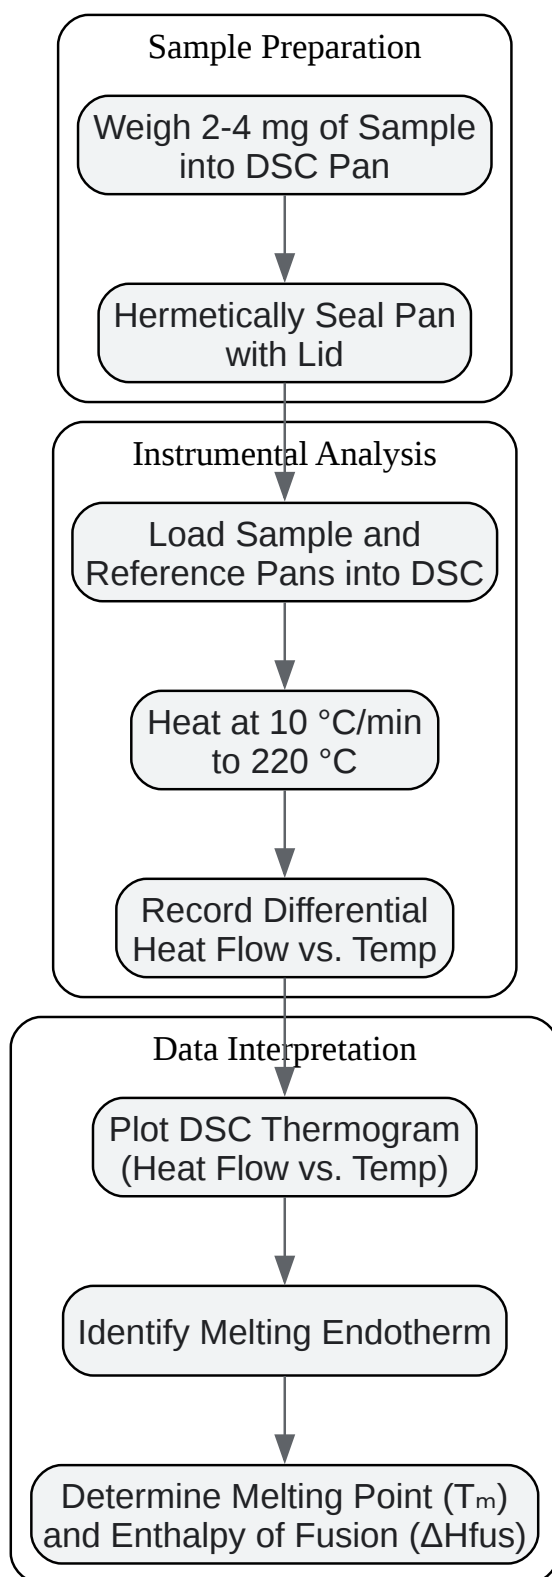 Sample Preparation
Weigh 2-4 mg of Sample
into DSC Pan
Hermetically Seal Pan
with Lid
Instrumental Analysis
Load Sample and
Reference Pans into DSC
Heat at 10 °C/min
to 220 °C
Record Differential
Heat Flow vs. Temp
Data Interpretation
Plot DSC Thermogram
(Heat Flow vs. Temp)
Identify Melting Endotherm
Determine Melting Point (Tₘ)
and Enthalpy of Fusion (ΔHfus)